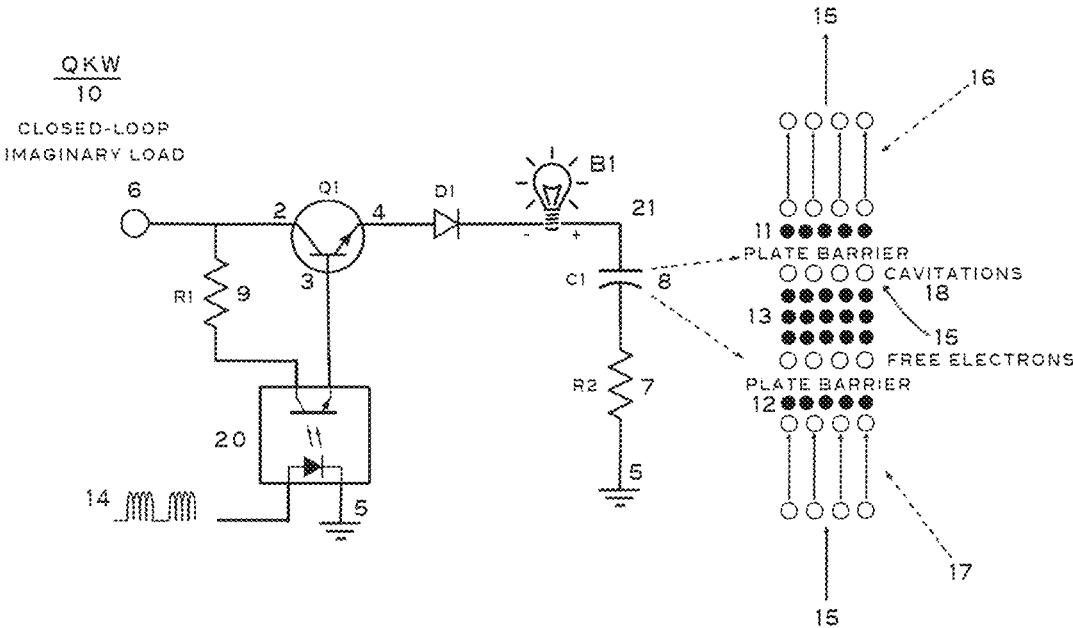 QKW
10
CLOSED-LOOP
IMAGINARY LOAD
6
2
Q1
4
D1
B1
- +
21
3
R1
9
C1
8
R2
7
5
20
14
5
15
16
11
PLATE BARRIER
CAVITATIONS
18
13
15
FREE ELECTRONS
PLATE BARRIER
12
17
15